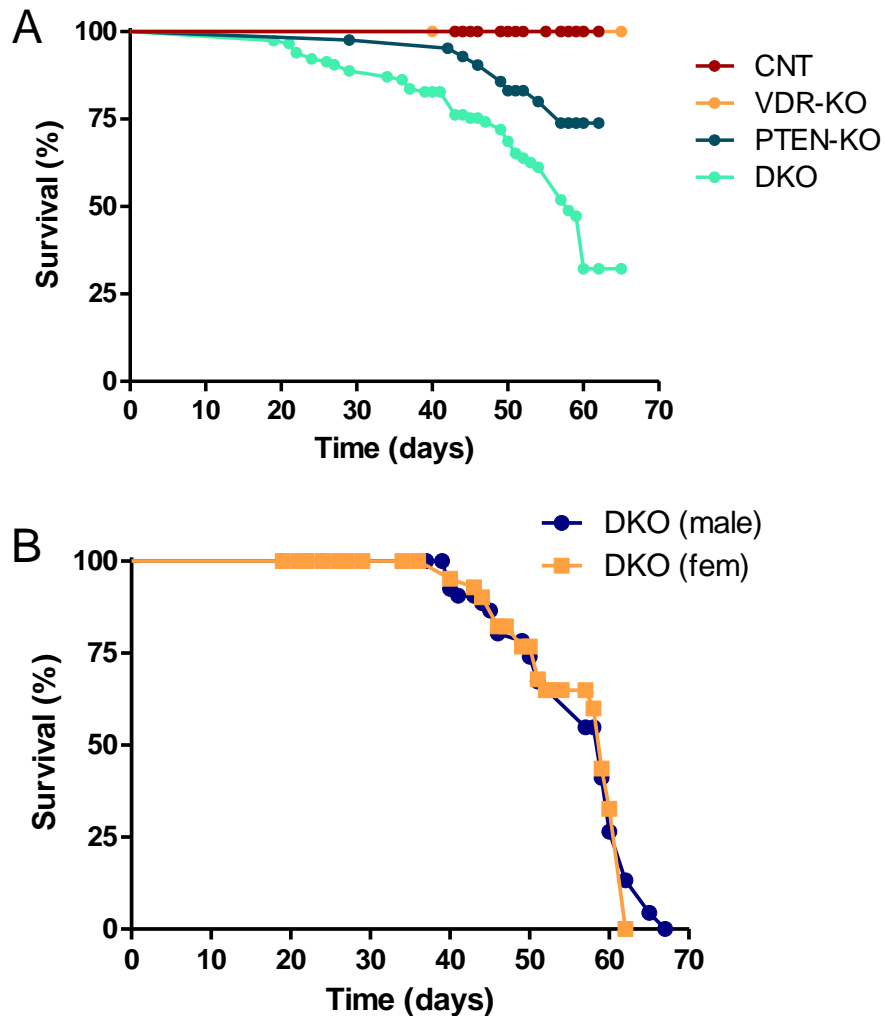 A
CNT
VDR-KO
PTEN-KO
DKO
Survival (%)
100
75
50
25
0
0 10 20 30 40 50 60 70
Time (days)
B
DKO (male)
DKO (fem)
Survival (%)
100
75
50
25
0
0 10 20 30 40 50 60 70
Time (days)